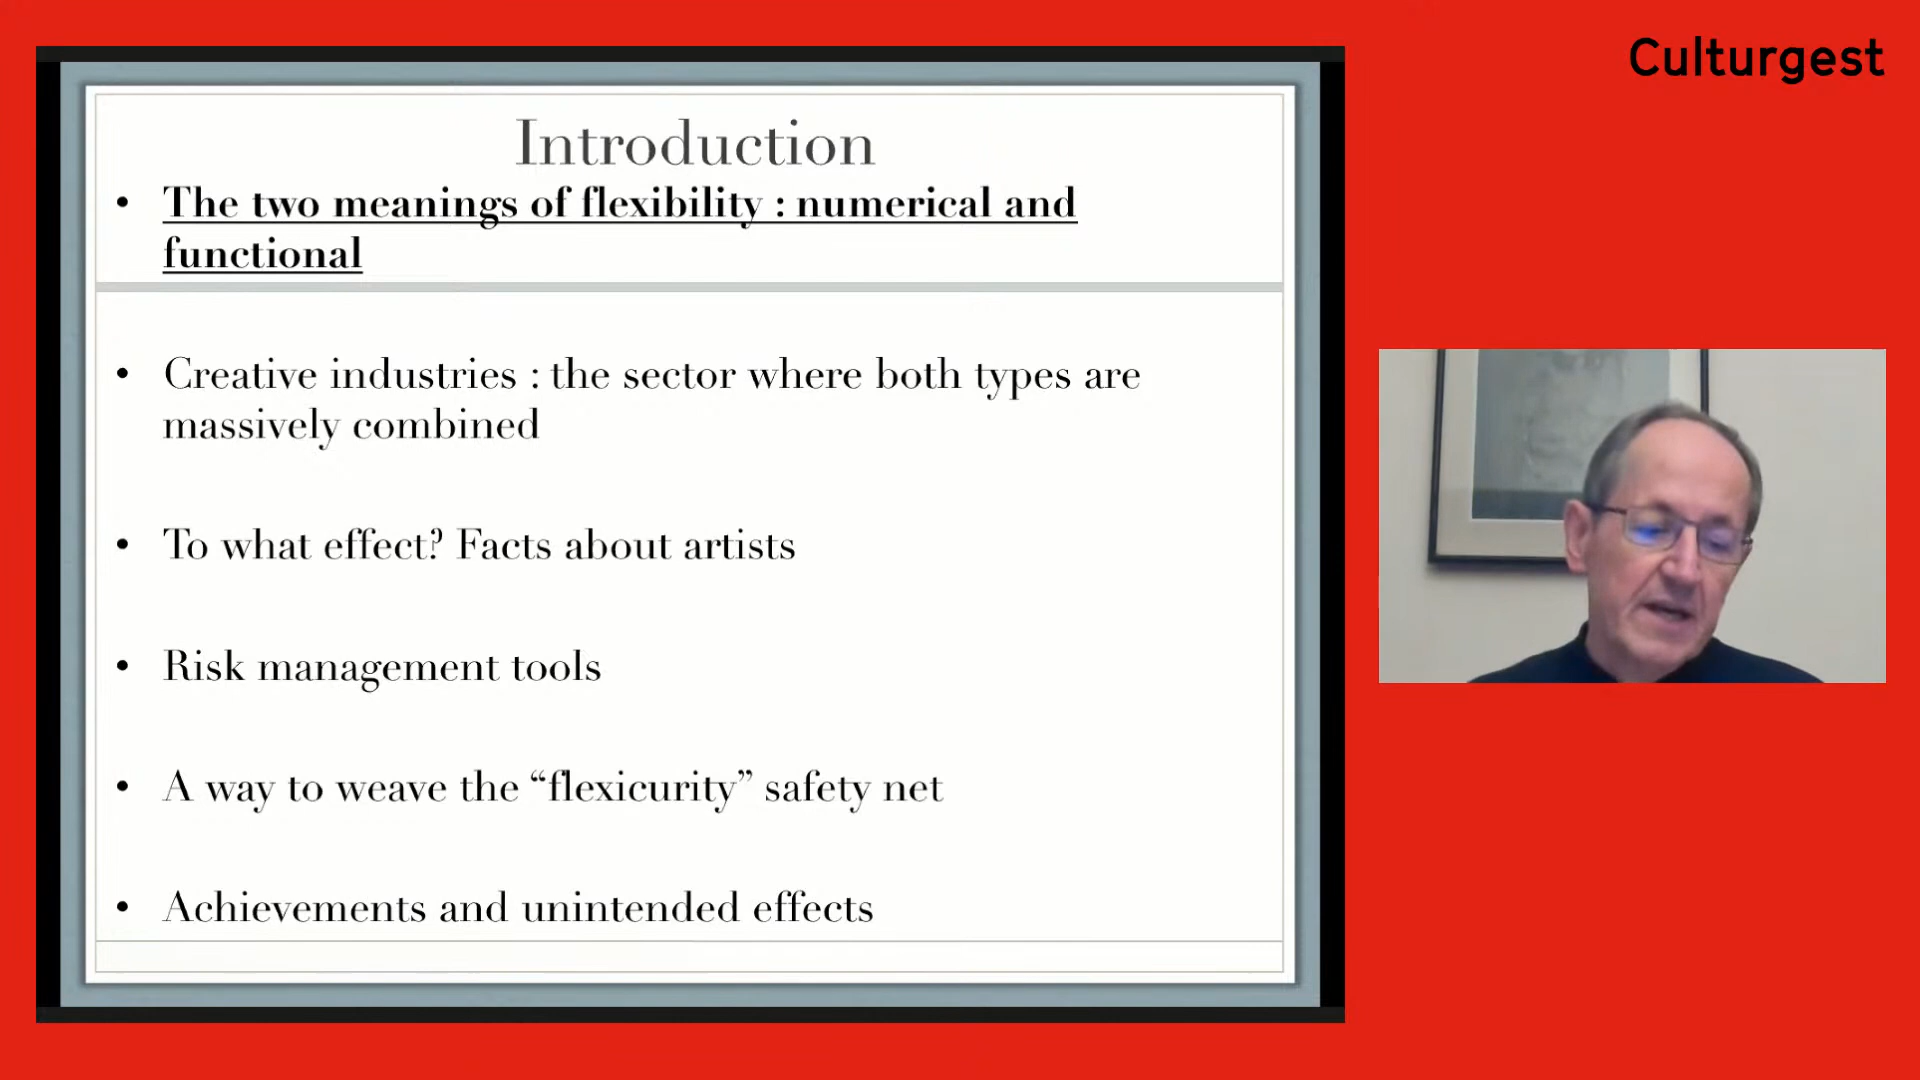 Culturgest
Introduction
• The two meanings of flexibility : numerical and
functional
• Creative industries : the sector where both types are
massively combined
• To what effect? Facts about artists
• Risk management tools
• A way to weave the “flexicurity” safety net
• Achievements and unintended effects